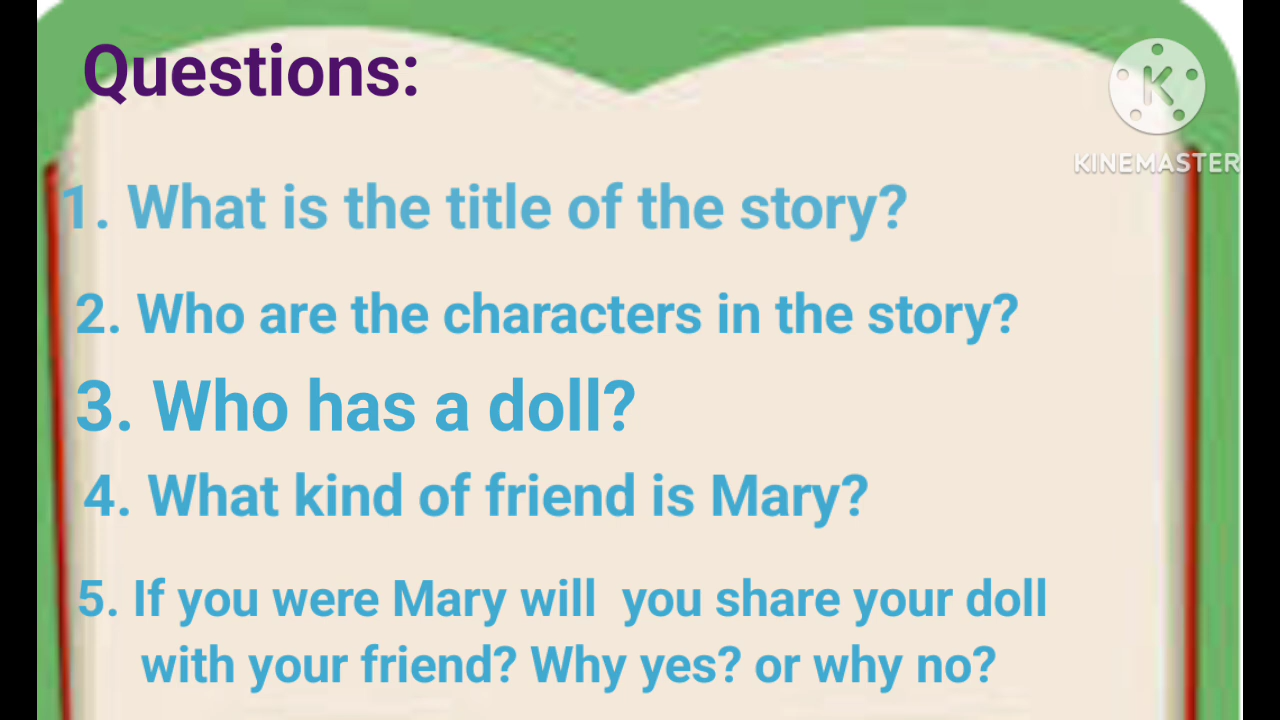 Questions:
K
KINEMASTER
1. What is the title of the story?
2. Who are the characters in the story?
3. Who has a doll?
4. What kind of friend is Mary?
5. If you were Mary will you share your doll
with your friend? Why yes? or why no?